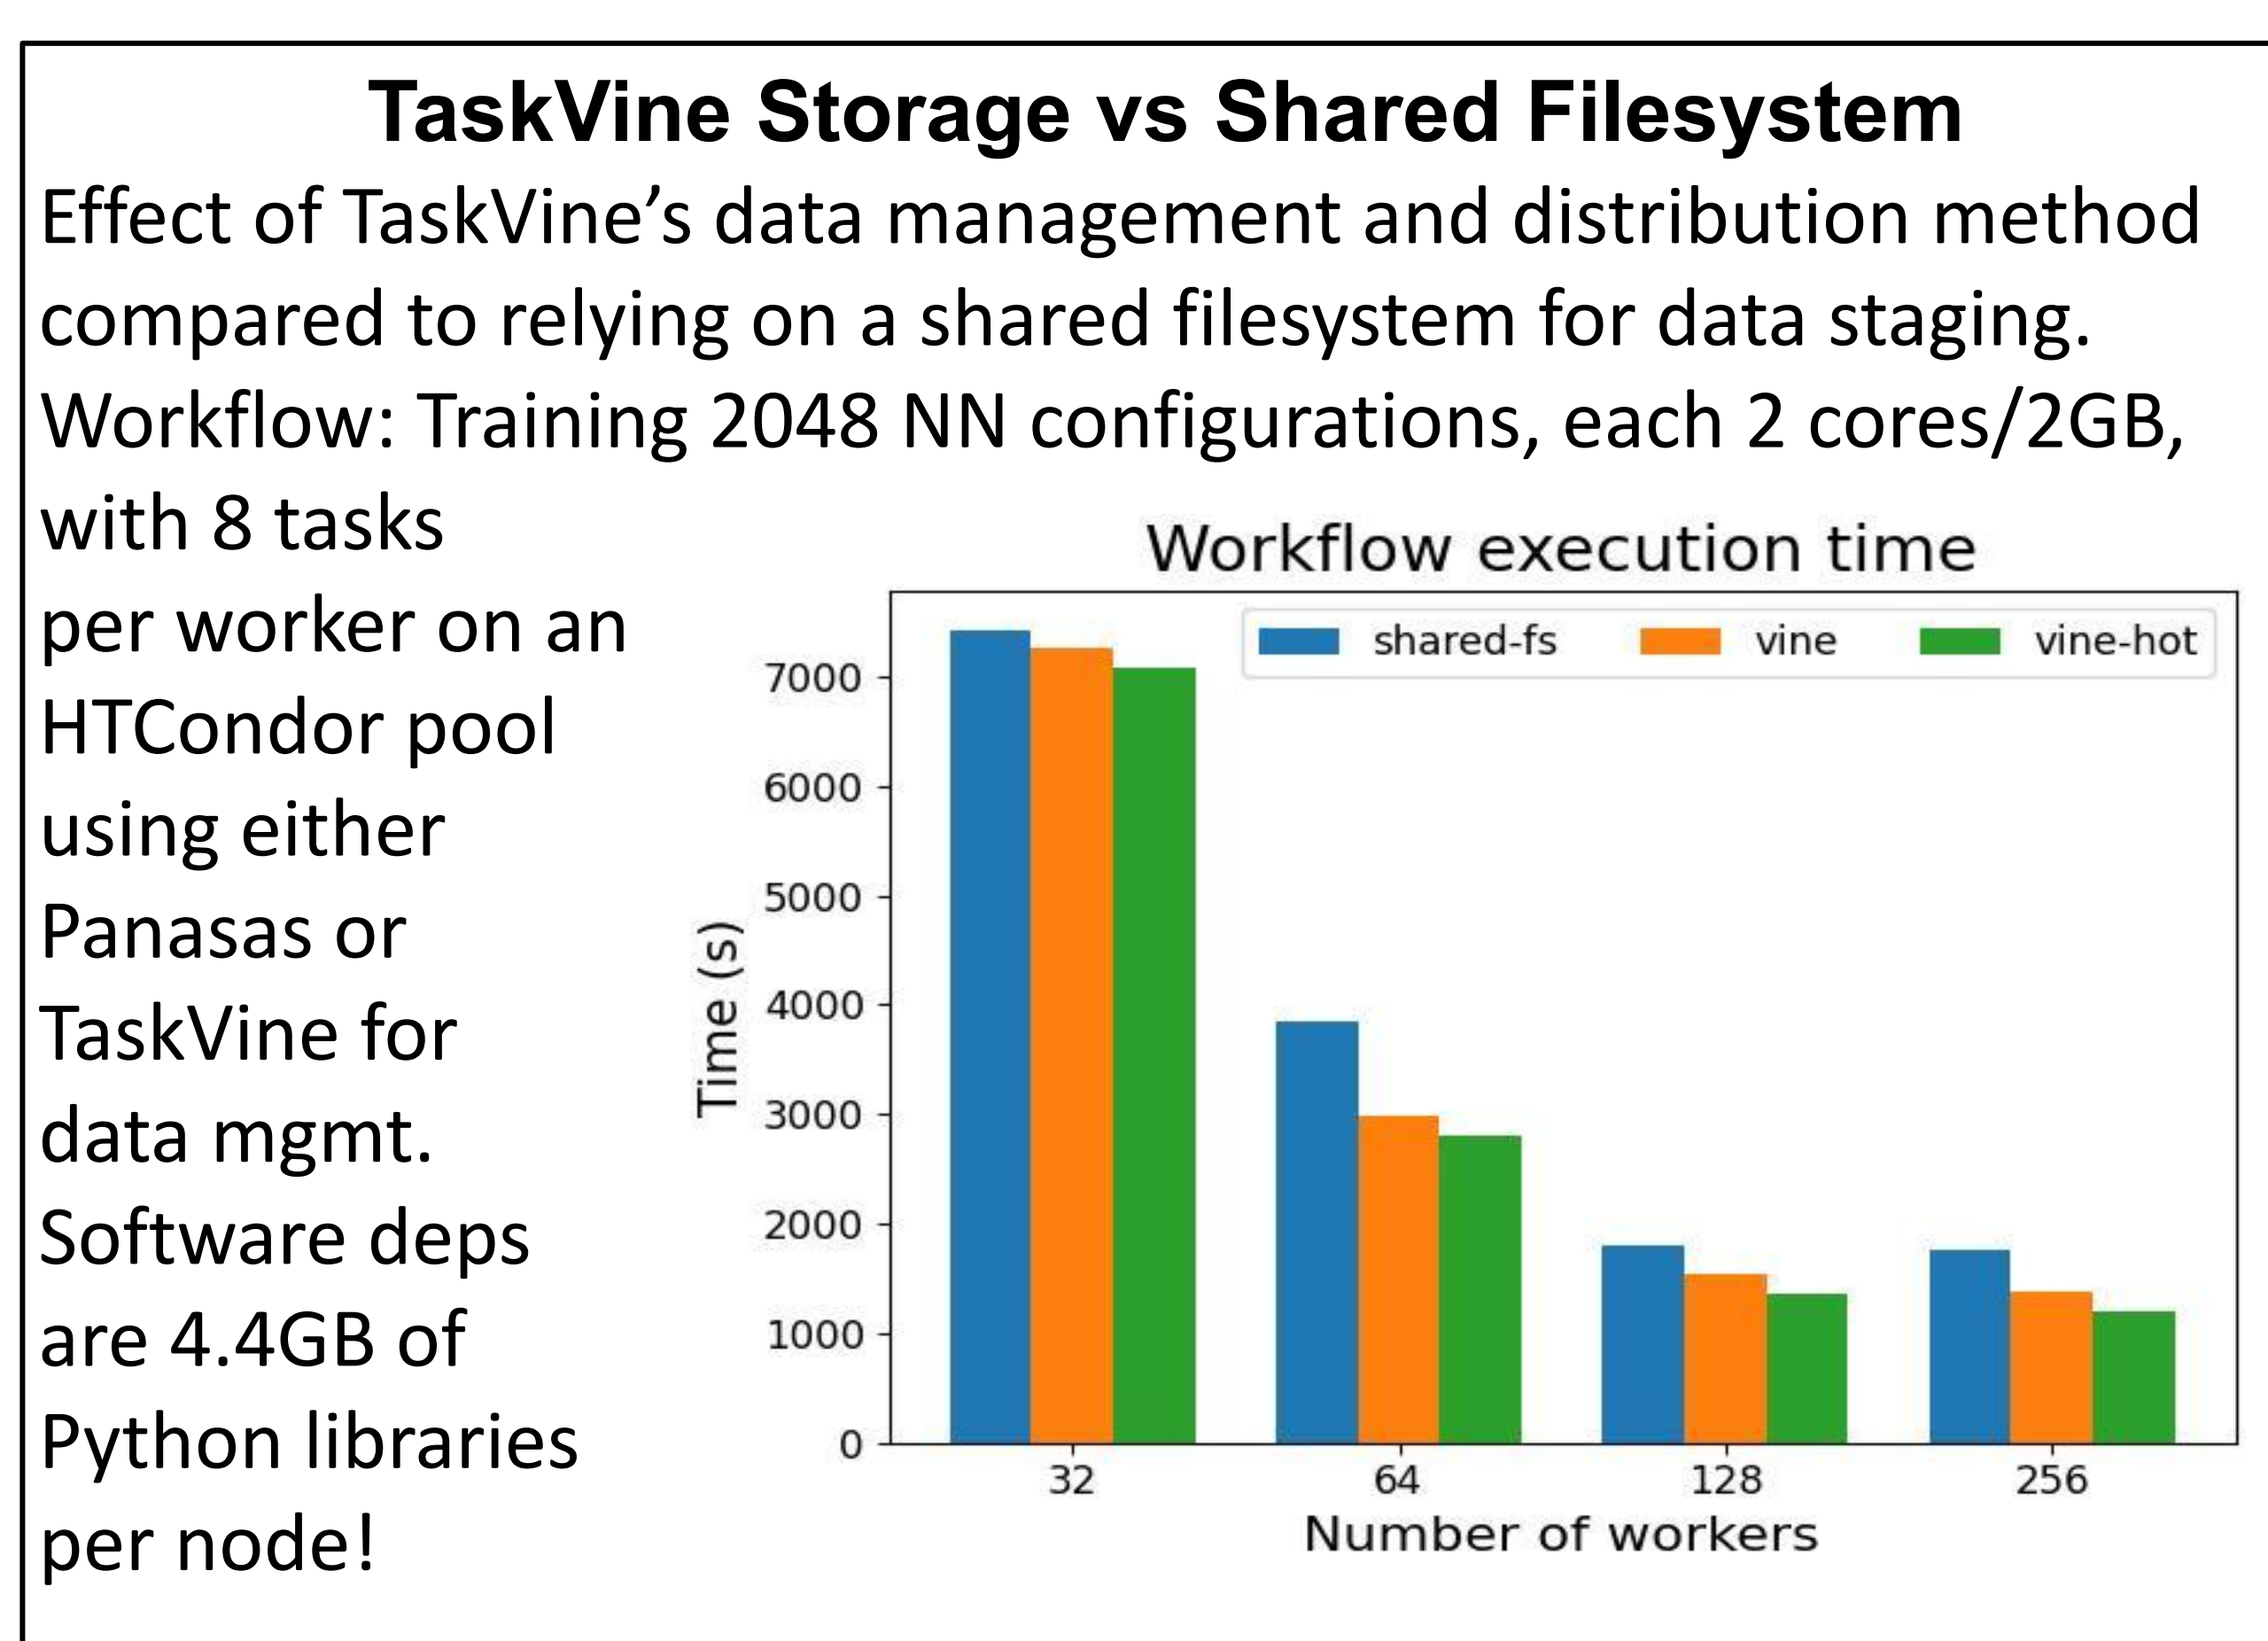 TaskVine Storage vs Shared Filesystem
Effect of TaskVine’s data management and distribution method
compared to relying on a shared filesystem for data staging.
Workflow: Training 2048 NN configurations, each 2 cores/2GB,
with 8 tasks
per worker on an
HTCondor pool
using either
Panasas or
TaskVine for
data mgmt.
Software deps
are 4.4GB of
Python libraries
per node!
Workflow execution time
shared-fs vine vine-hot
Time (s)
7000
6000
5000
4000
3000
2000
1000
0
32 64 128 256
Number of workers